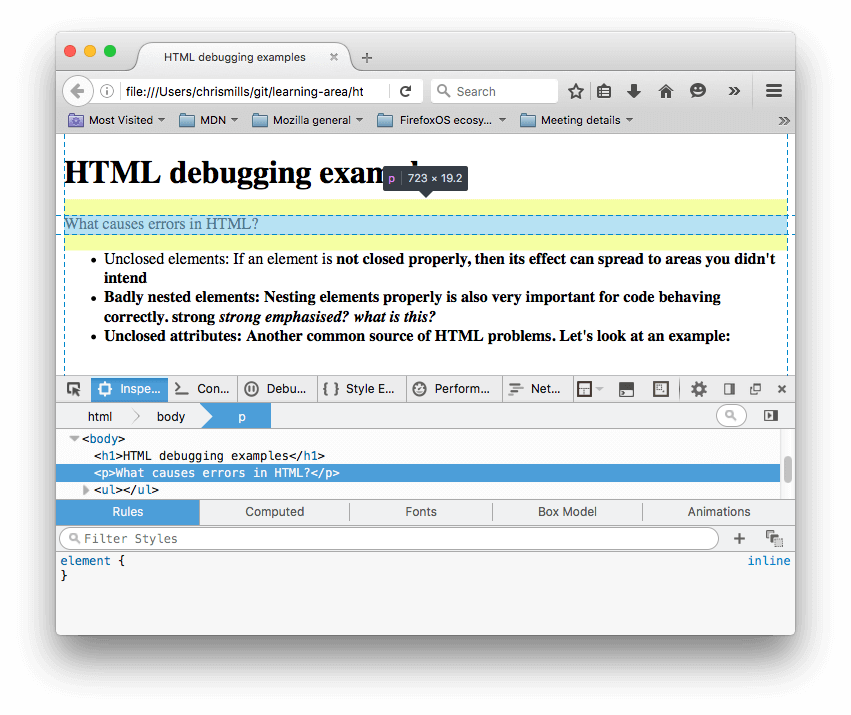 HTML debugging examples
file:///Users/chrismills/git/learning-area/ht
Search
Most Visited
MDN
Mozilla general
FirefoxOS ecosy...
Meeting details
HTML debugging exam
p 723 × 19.2
What causes errors in HTML?
Unclosed elements: If an element is not closed properly, then its effect can spread to areas you didn't
intend
Badly nested elements: Nesting elements properly is also very important for code behaving
correctly. strong strong emphasised? what is this?
Unclosed attributes: Another common source of HTML problems. Let's look at an example:
Inspe... Con... Debu... { } Style E... Perform... Net...
html body p
<body>
<h1>HTML debugging examples</h1>
<p>What causes errors in HTML?</p>
<ul></ul>
Rules Computed Fonts Box Model Animations
Filter Styles
element { inline
}